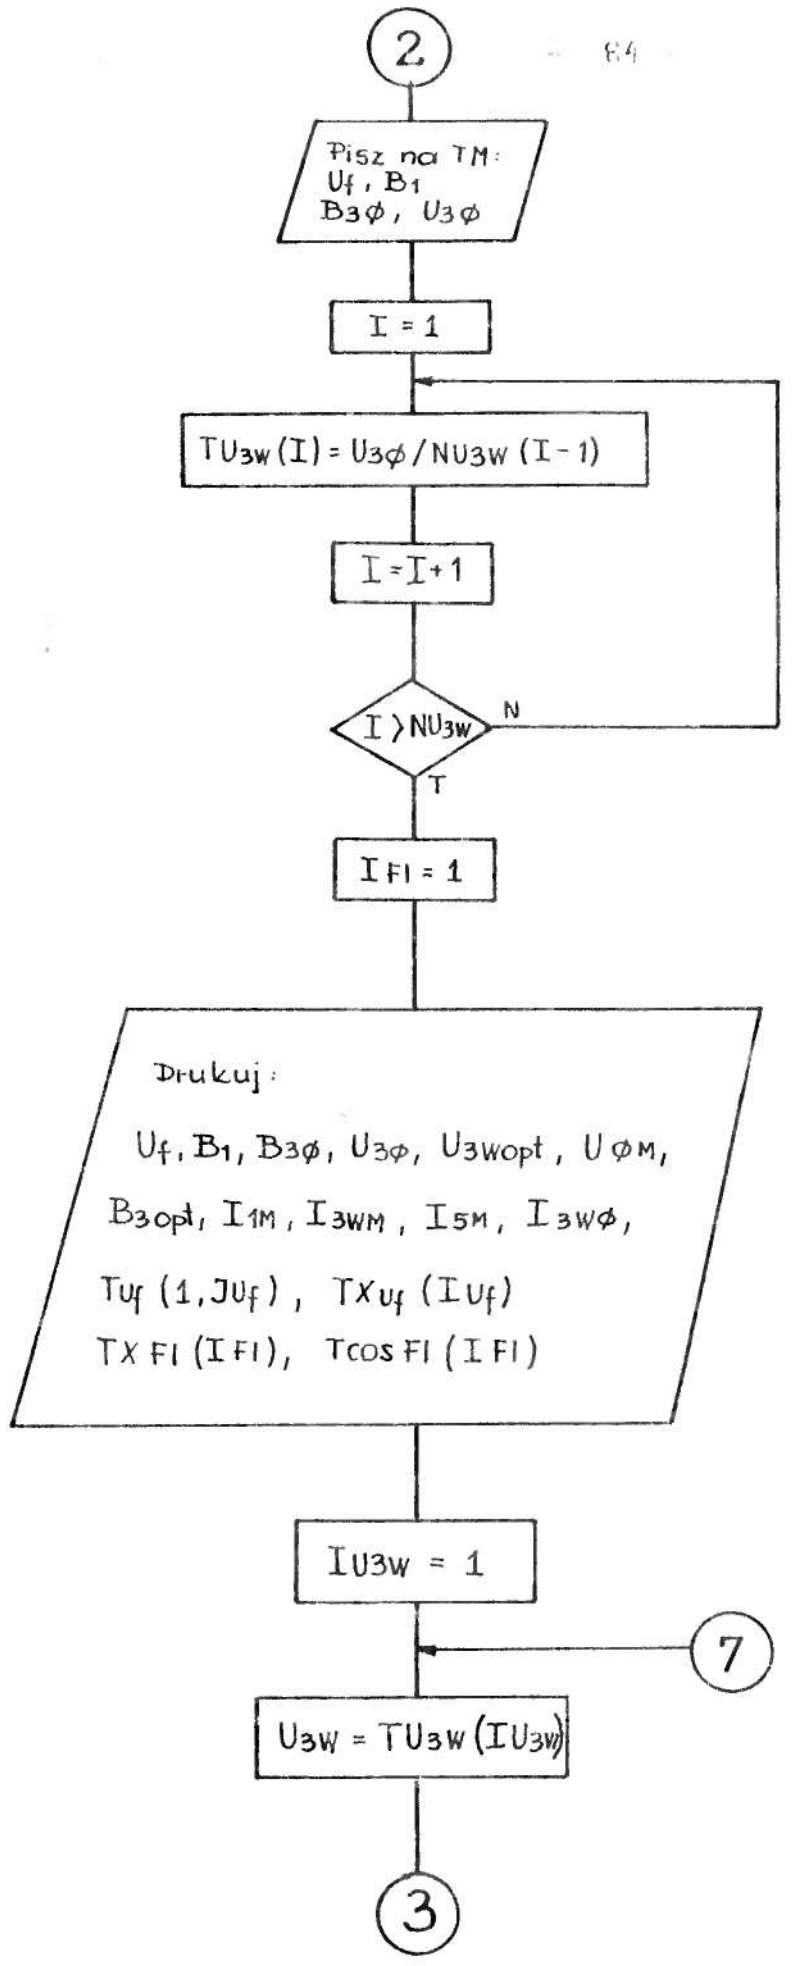 2
84
Pisz na TM:
Uf, B1
B3ϕ, U3ϕ
I = 1
TU3W(I) = U3ϕ/NU3W (I-1)
I = I+1
I > NU3W
N
T
IFI = 1
Drukuj:
Uf, B1, B3ϕ, U3ϕ, U3Wopt, UϕM,
B3opt, I1M, I3WM, I5M, I3Wϕ,
TUf (1, JUf), TXUf (IUf)
TXFI (IFI), TcosFI (IFI)
IU3W = 1
7
U3W = TU3W (IU3W)
3